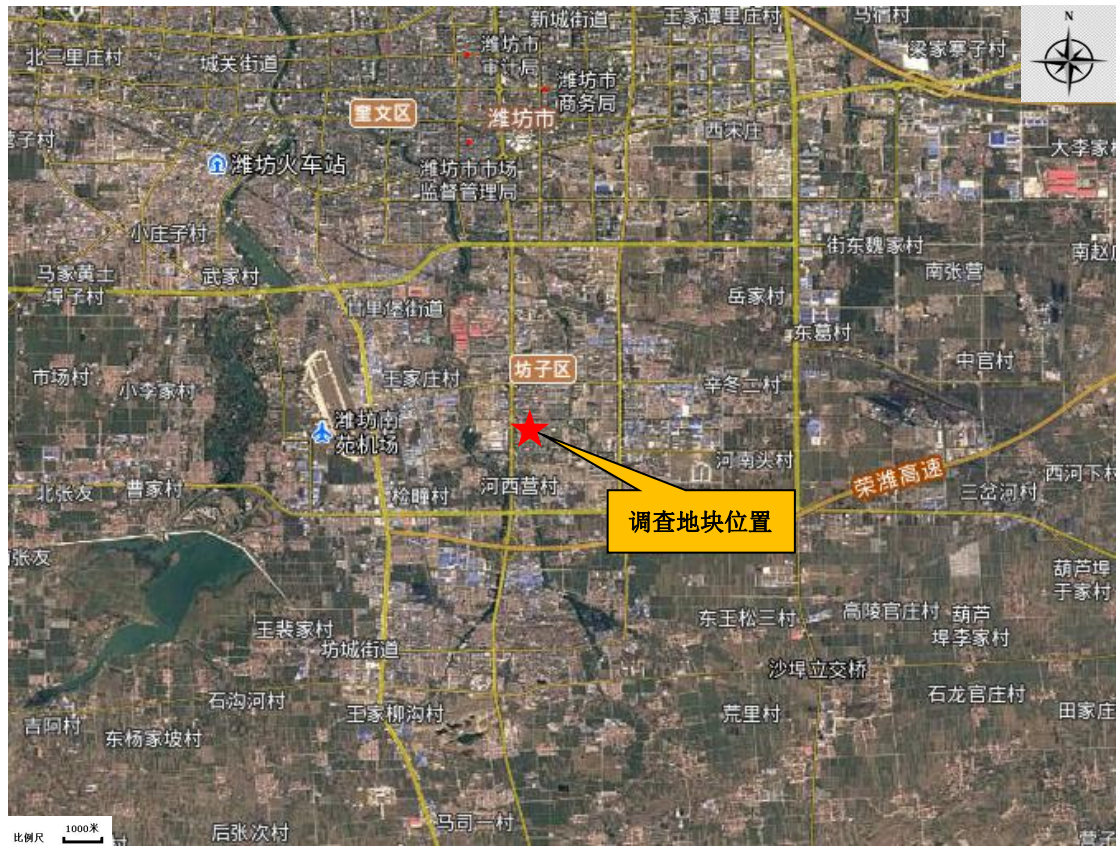 新城街道
王家谭里庄村
马宿村
N
北三里庄村
城关街道
潍坊市
审计局
梁家寨子村
潍坊市
商务局
奎文区
潍坊市
西宋庄
营子村
大李家村
潍坊火车站
潍坊市市场
监督管理局
小庄子村
街东魏家村
马家黄土
埠子村
武家村
南张营
南赵
廿里堡街道
岳家村
东葛村
坊子区
中官村
市场村
小李家村
王家庄村
辛冬二村
潍坊南
苑机场
河南头村
荣潍高速
西河下村
北张友
曹家村
检疃村
河西营村
三岔河村
调查地块位置
张友
葫芦埠
于家村
东王松三村
高陵官庄村
葫芦
埠李家村
王裴家村
坊城街道
沙埠立交桥
石沟河村
石龙官庄村
王家柳沟村
荒里村
田家庄
吉阿村
东杨家坡村
比例尺
1000米
村
后张次村
马司一村
营子